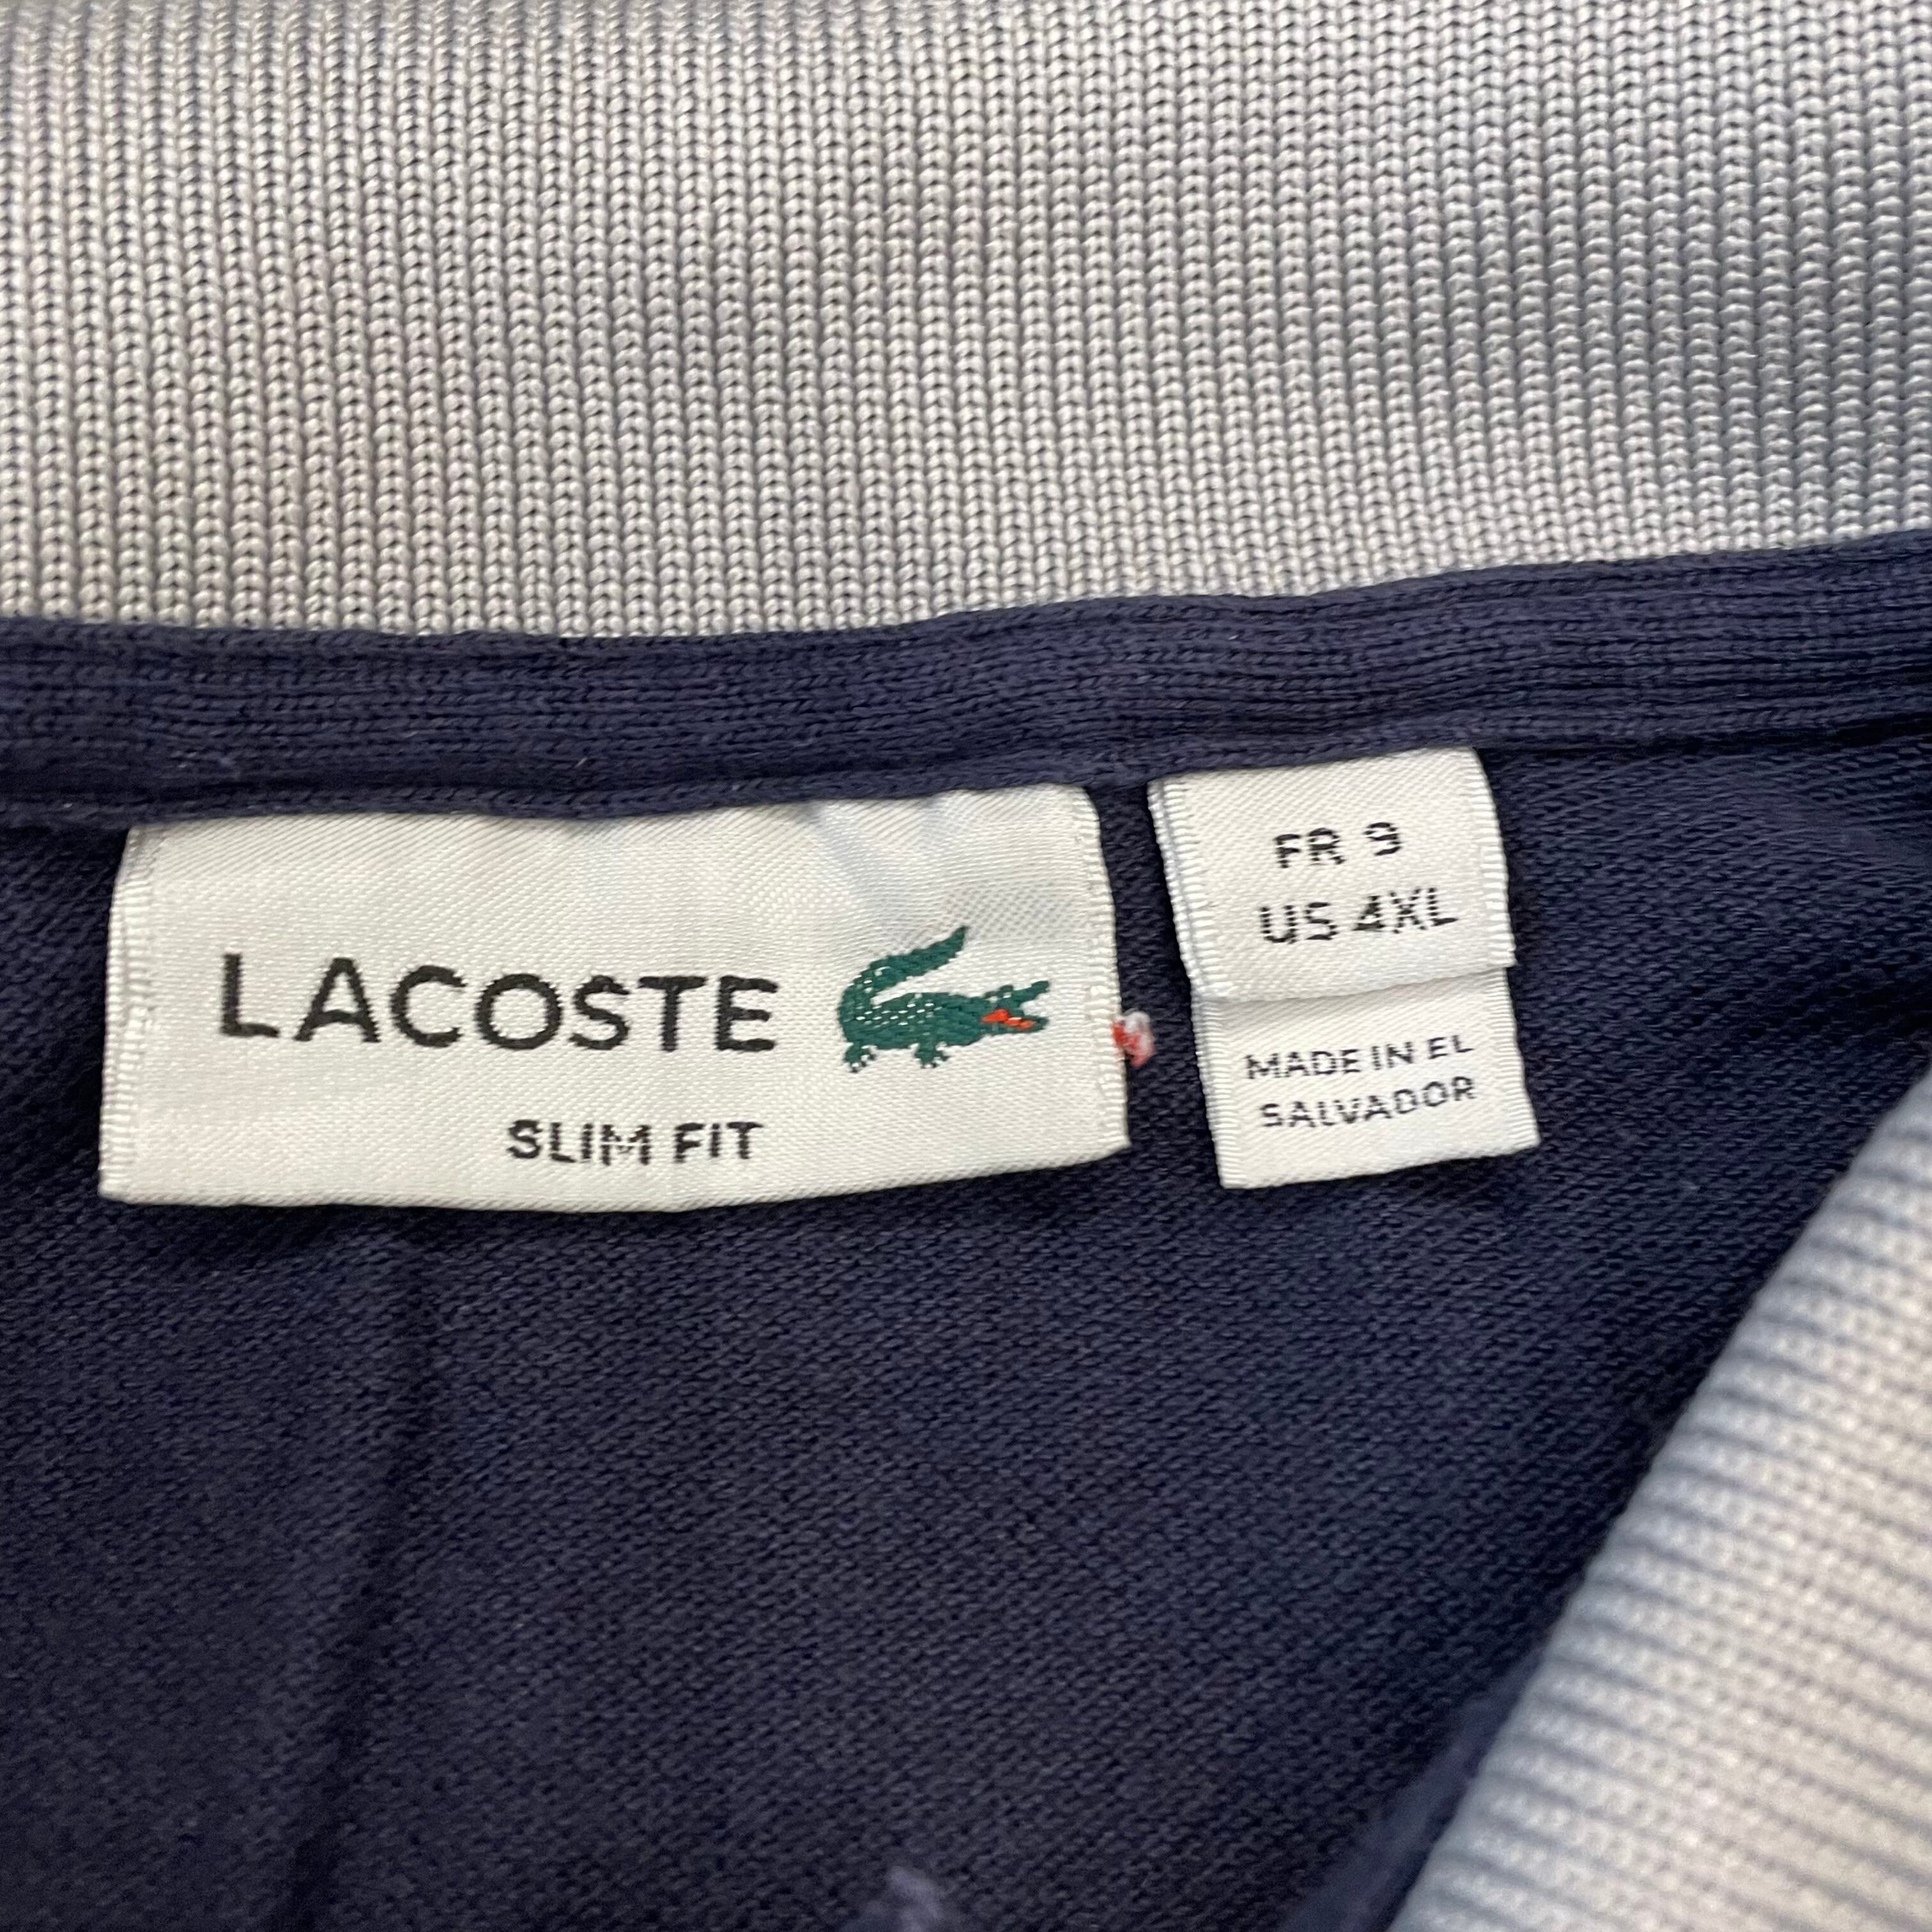 LACOSTE
SLIM FIT
FR 9
US 4XL
MADE IN EL
SALVADOR